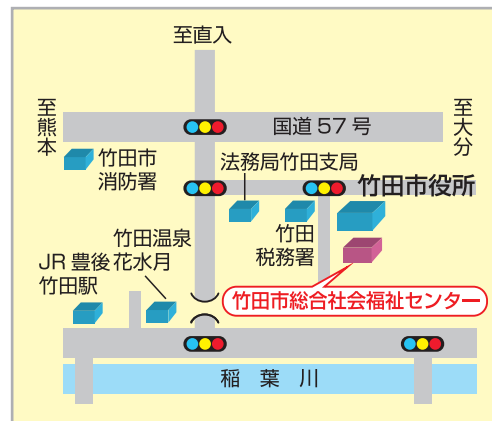 至直入
至熊本
国道57号
至大分
竹田市
消防署
法務局竹田支局
竹田市役所
竹田
税務署
竹田温泉
花水月
JR豊後
竹田駅
竹田市総合社会福祉センター
稲葉川